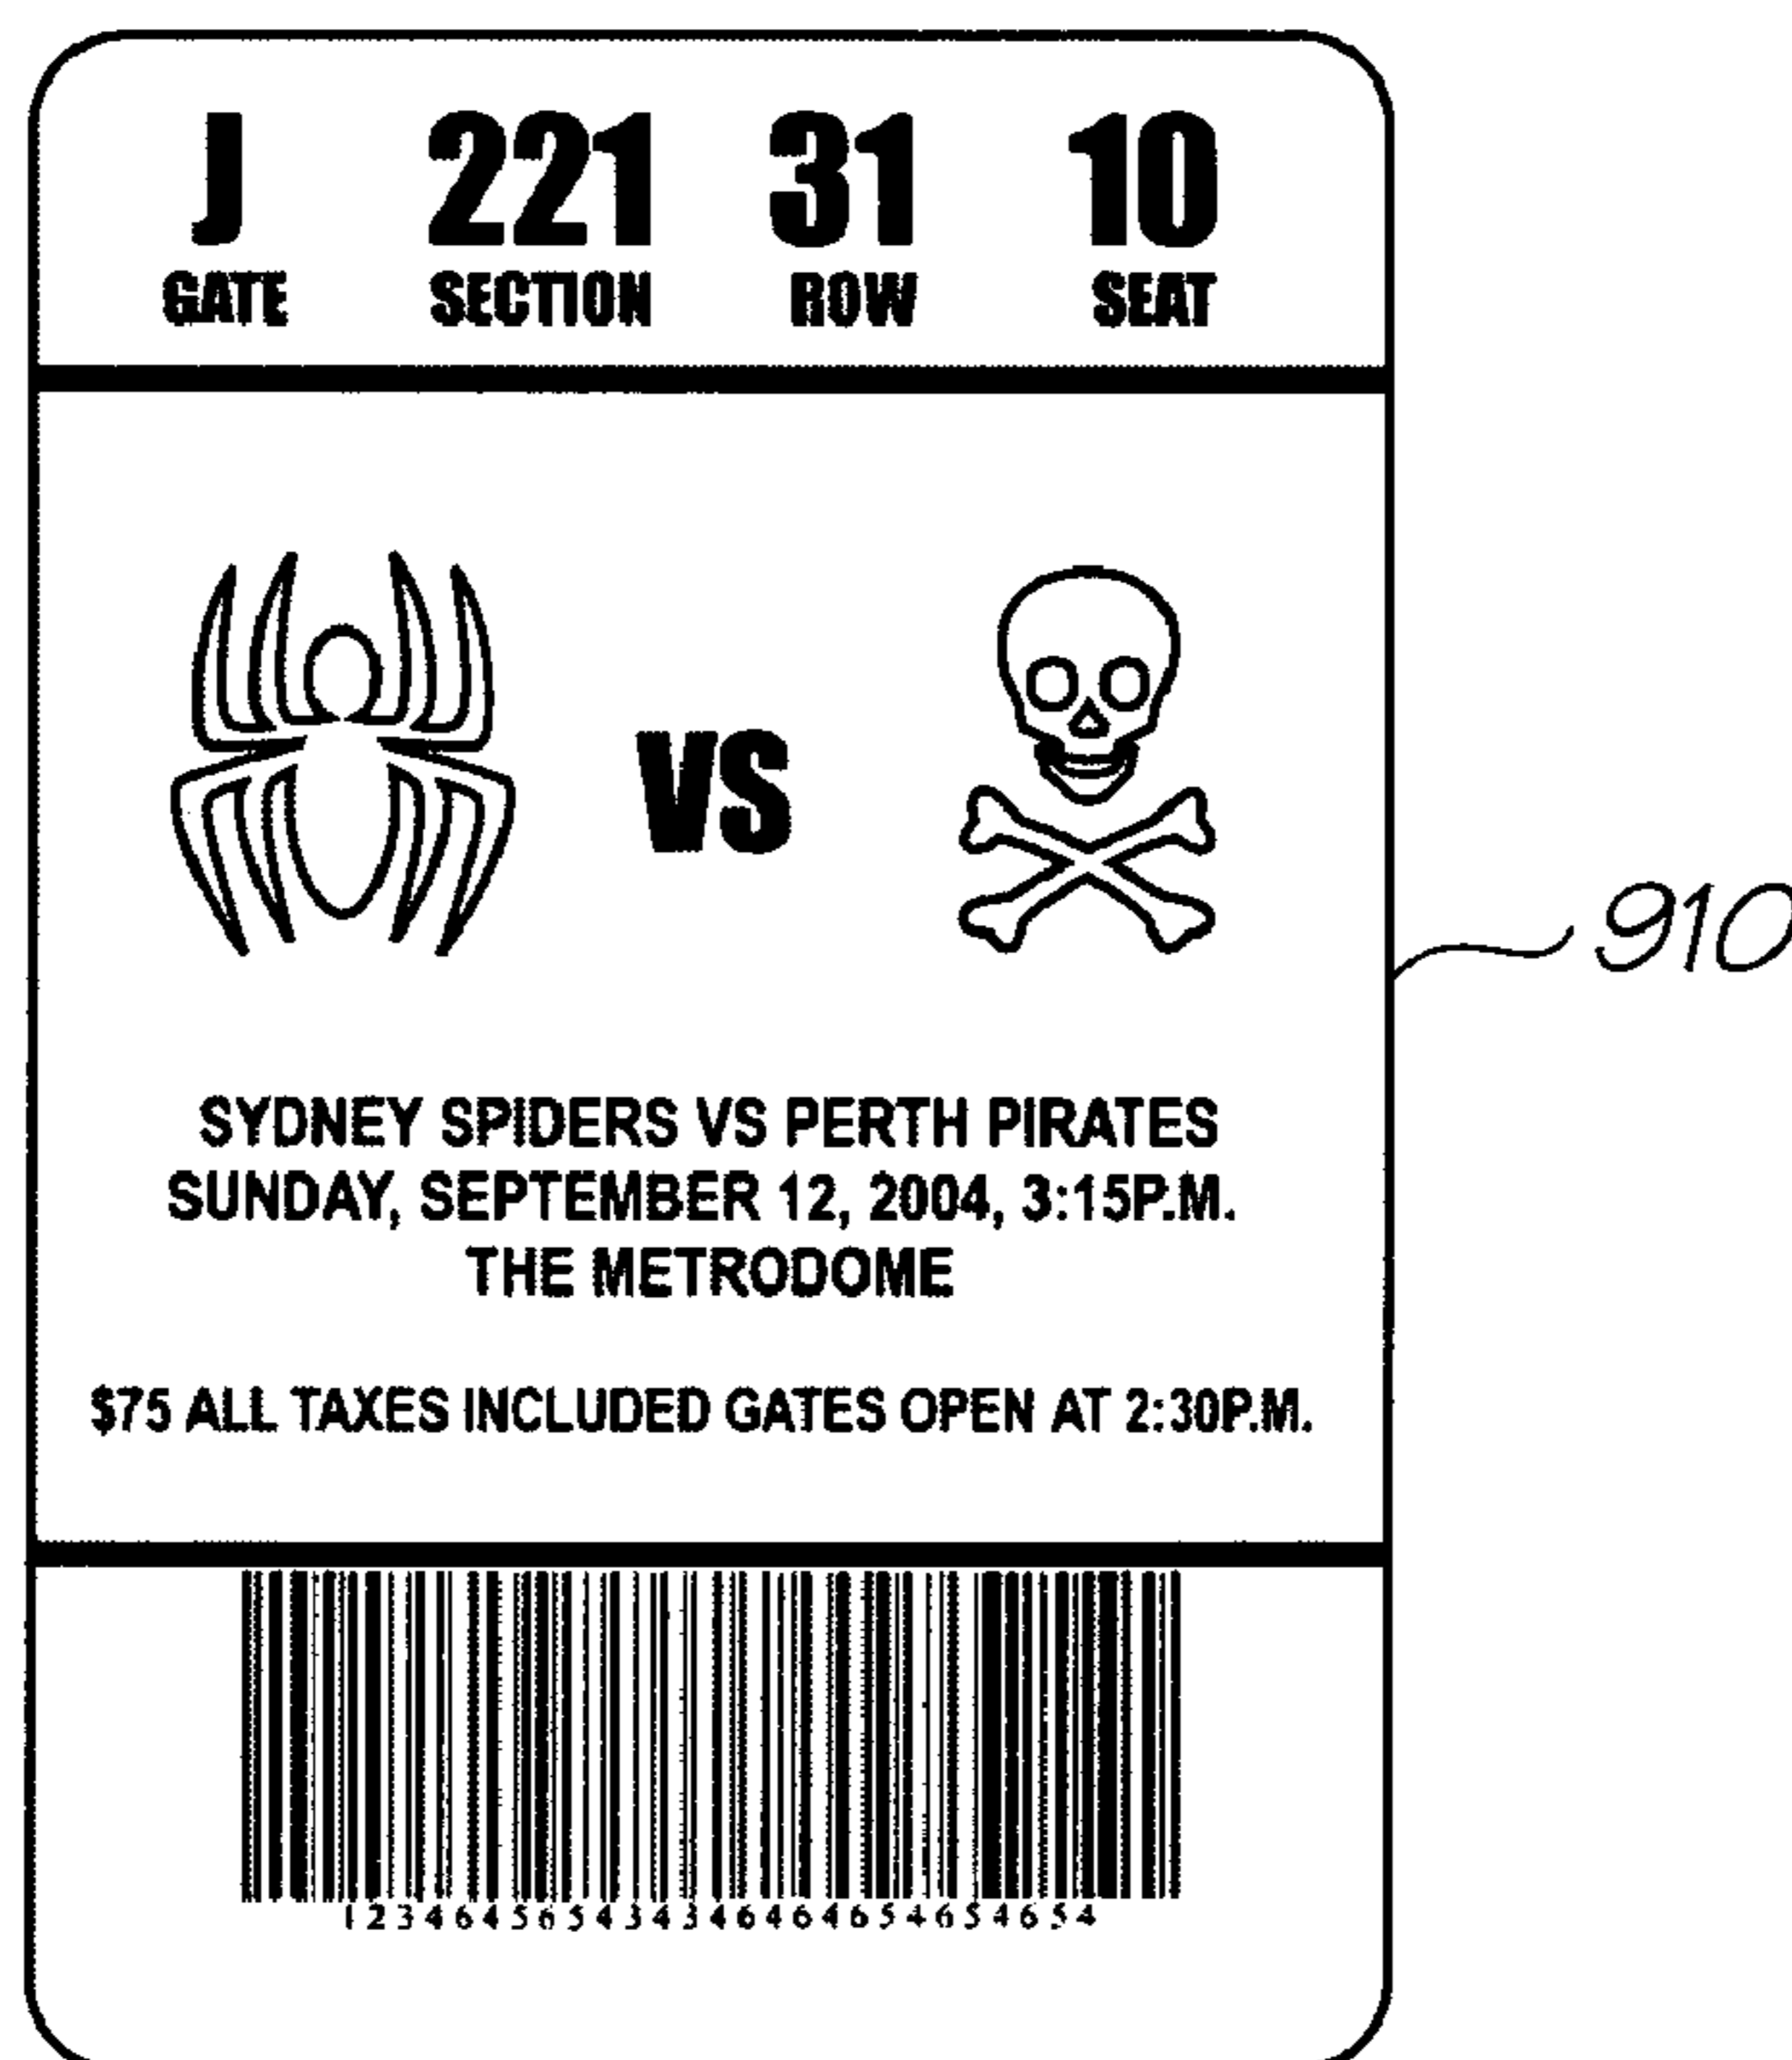 J 221 31 10
GATE SECTION ROW SEAT
VS
910
SYDNEY SPIDERS VS PERTH PIRATES
SUNDAY, SEPTEMBER 12, 2004, 3:15P.M.
THE METRODOME
$75 ALL TAXES INCLUDED GATES OPEN AT 2:30P.M.
123464565434346464654654654